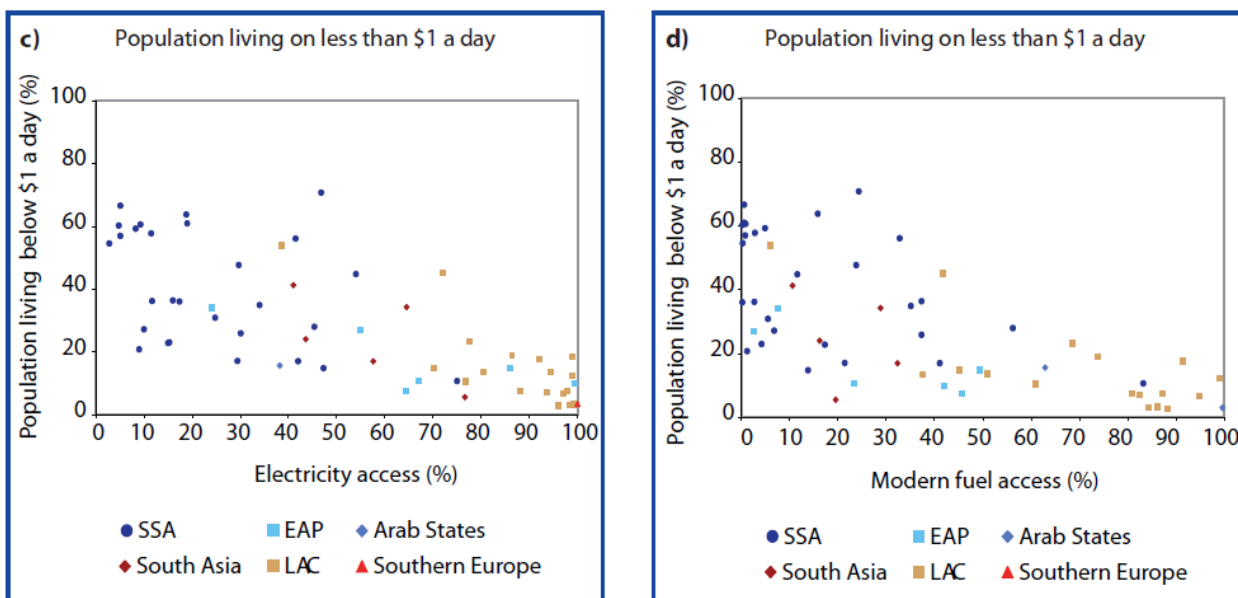 c) Population living on less than $1 a day
Population living below $1 a day (%)
100
80
60
40
20
0
0 10 20 30 40 50 60 70 80 90 100
Electricity access (%)
SSA EAP Arab States
South Asia LAC Southern Europe
d) Population living on less than $1 a day
Population living below $1 a day (%)
100
80
60
40
20
0
0 10 20 30 40 50 60 70 80 90 100
Modern fuel access (%)
SSA EAP Arab States
South Asia LAC Southern Europe